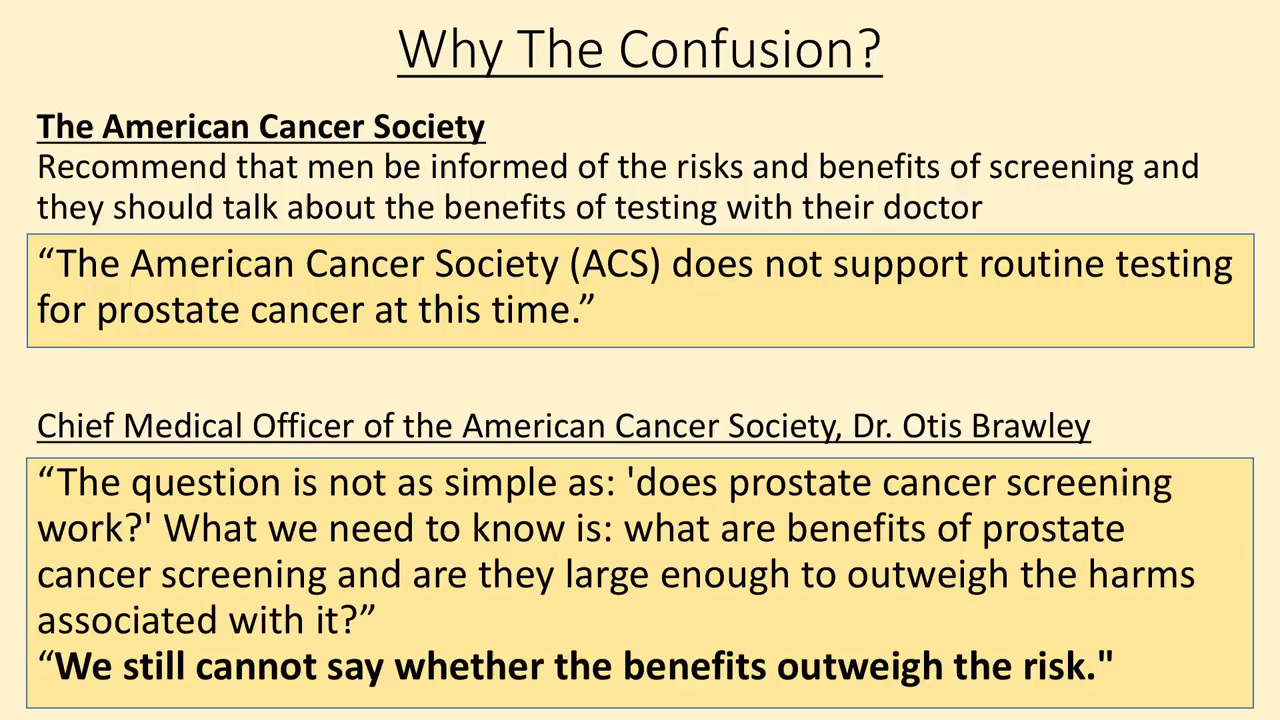 Why The Confusion?
The American Cancer Society
Recommend that men be informed of the risks and benefits of screening and
they should talk about the benefits of testing with their doctor
“The American Cancer Society (ACS) does not support routine testing
for prostate cancer at this time.”
Chief Medical Officer of the American Cancer Society, Dr. Otis Brawley
“The question is not as simple as: 'does prostate cancer screening
work?' What we need to know is: what are benefits of prostate
cancer screening and are they large enough to outweigh the harms
associated with it?”
“We still cannot say whether the benefits outweigh the risk."